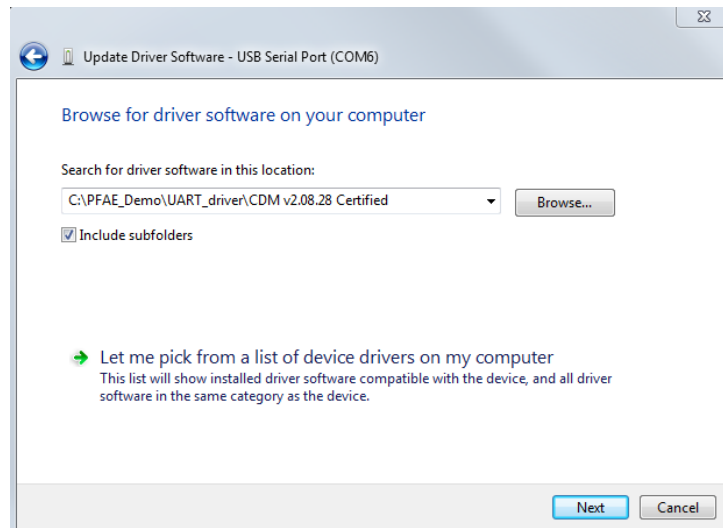 Update Driver Software - USB Serial Port (COM6)
Browse for driver software on your computer
Search for driver software in this location:
C:\PFAE_Demo\UART_driver\CDM v2.08.28 Certified
Browse...
Include subfolders
Let me pick from a list of device drivers on my computer
This list will show installed driver software compatible with the device, and all driver
software in the same category as the device.
Next
Cancel